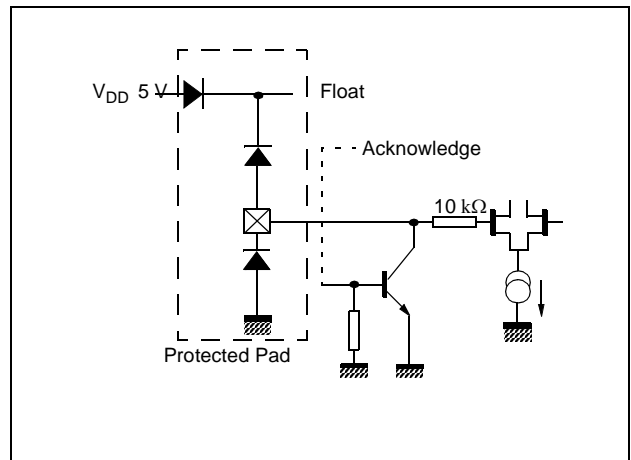 V_DD 5 V
Float
Acknowledge
10 kΩ
Protected Pad